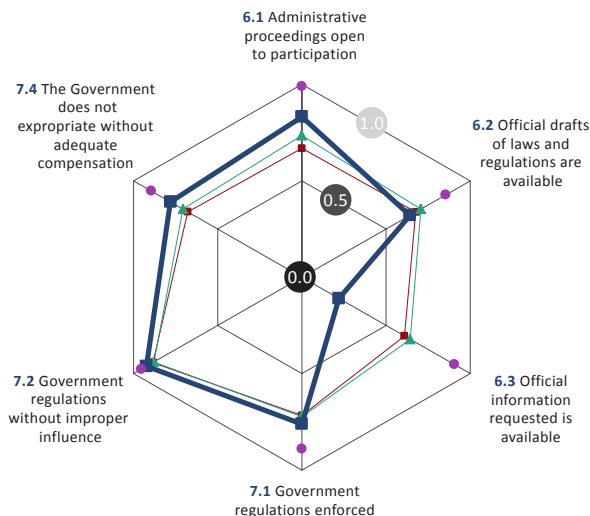 6.1 Administrative
proceedings open
to participation
7.4 The Government
does not
expropriate without
adequate
compensation
1.0
6.2 Official drafts
of laws and
regulations are
available
0.5
0.0
7.2 Government
regulations
without improper
influence
6.3 Official
information
requested is
available
7.1 Government
regulations enforced